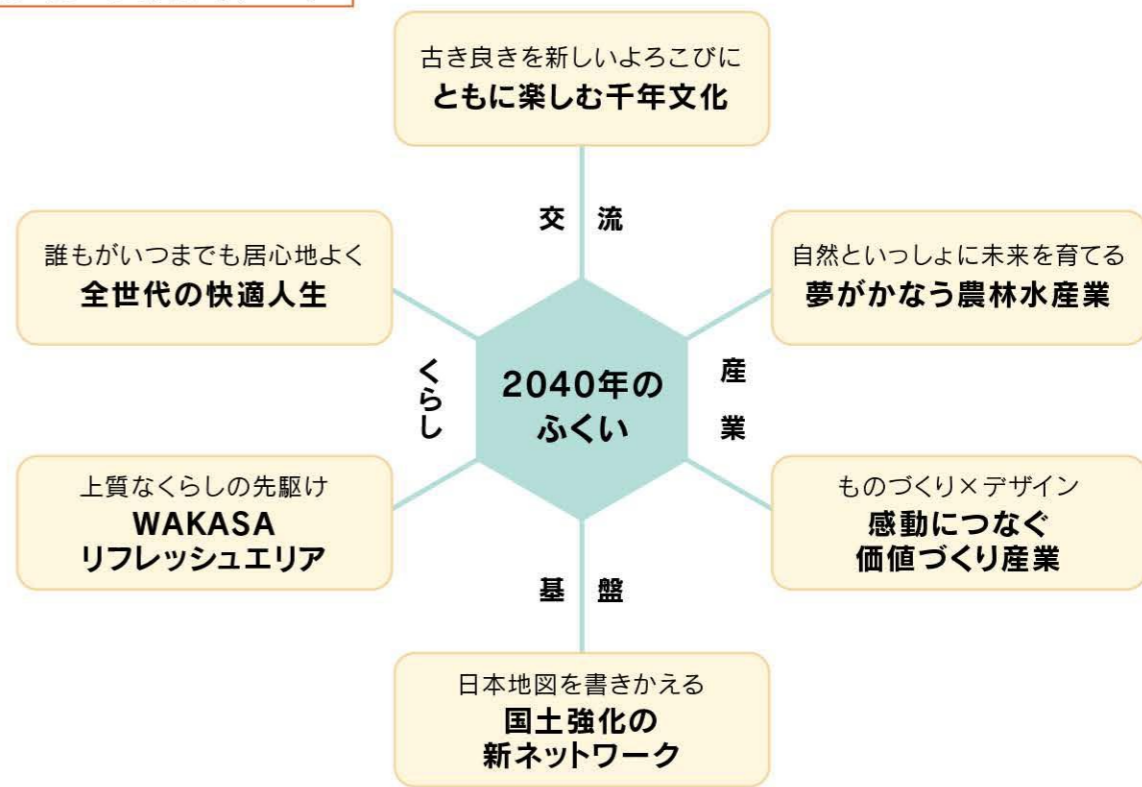 古き良きを新しいよろこびに
ともに楽しむ千年文化
交流
誰もがいつまでも居心地よく
全世代の快適人生
自然といっしょに未来を育てる
夢がかなう農林水産業
くらし
2040年の
ふくい
産業
上質なくらしの先駆け
WAKASA
リフレッシュエリア
ものづくり×デザイン
感動につなぐ
価値づくり産業
基盤
日本地図を書きかえる
国土強化の
新ネットワーク